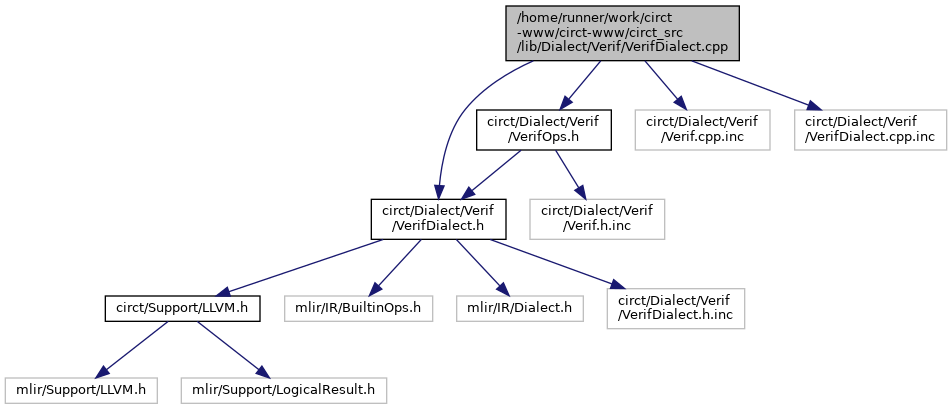 /home/runner/work/circt
-www/circt-www/circt_src
/lib/Dialect/Verif/VerifDialect.cpp
circt/Dialect/Verif
/VerifOps.h
circt/Dialect/Verif
/Verif.cpp.inc
circt/Dialect/Verif
/VerifDialect.cpp.inc
circt/Dialect/Verif
/VerifDialect.h
circt/Dialect/Verif
/Verif.h.inc
circt/Support/LLVM.h
mlir/IR/BuiltinOps.h
mlir/IR/Dialect.h
circt/Dialect/Verif
/VerifDialect.h.inc
mlir/Support/LLVM.h
mlir/Support/LogicalResult.h